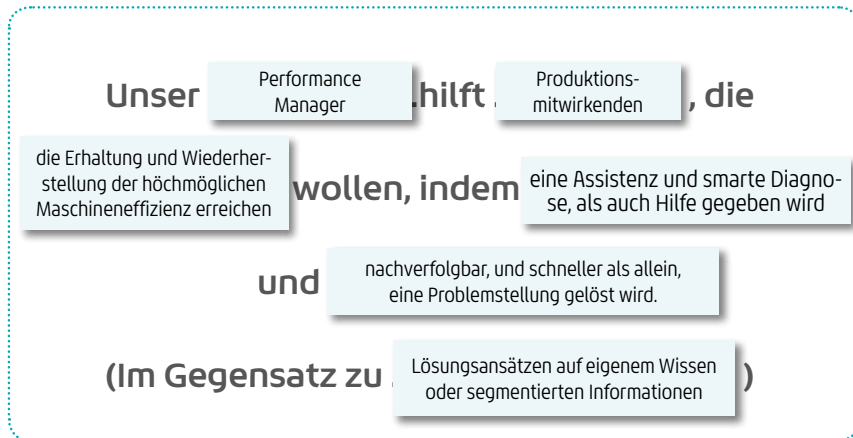 Unser Performance Manager .hilft . Produktions-mitwirkenden , die
die Erhaltung und Wiederher-
stellung der höchmöglichen
Maschineneffizienz erreichen
wollen, indem
eine Assistenz und smarte Diagno-
se, als auch Hilfe gegeben wird
und
nachverfolgbar, und schneller als allein,
eine Problemstellung gelöst wird.
(Im Gegensatz zu .
Lösungsansätzen auf eigenem Wissen
oder segmentierten Informationen
)